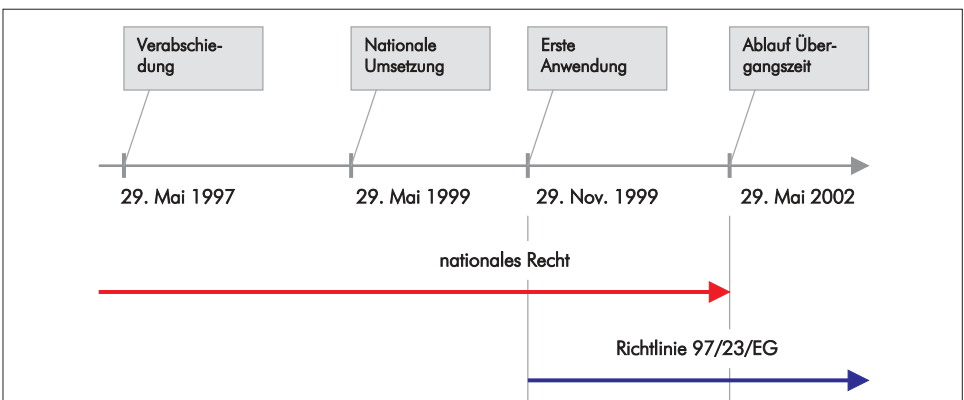 Verabschie-
dung
Nationale
Umsetzung
Erste
Anwendung
Ablauf Über-
gangszeit
29. Mai 1997
29. Mai 1999
29. Nov. 1999
29. Mai 2002
nationales Recht
Richtlinie 97/23/EG